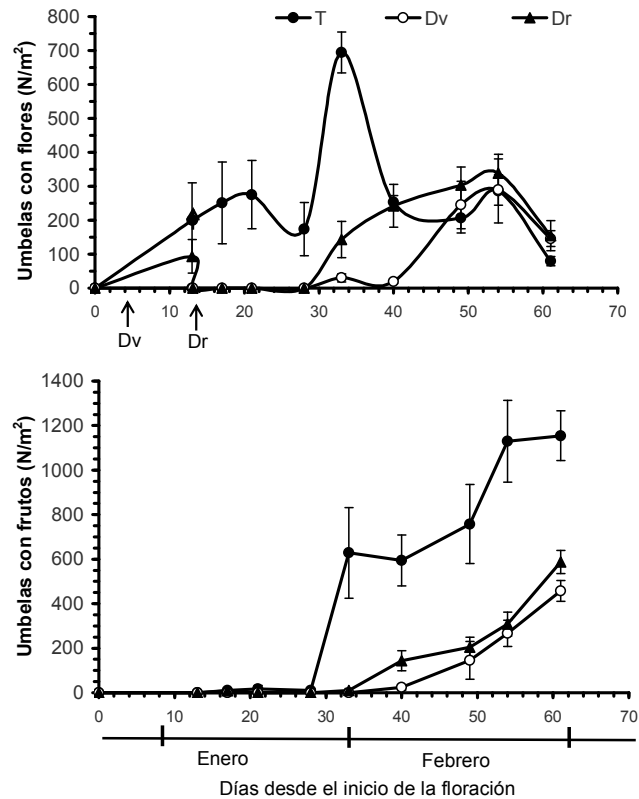 T Dv Dr
Umbelas con flores (N/m²)
800
700
600
500
400
300
200
100
0
0 10 20 30 40 50 60 70
Dv Dr
Umbelas con frutos (N/m²)
1400
1200
1000
800
600
400
200
0
0 10 20 30 40 50 60 70
Enero Febrero
Días desde el inicio de la floración